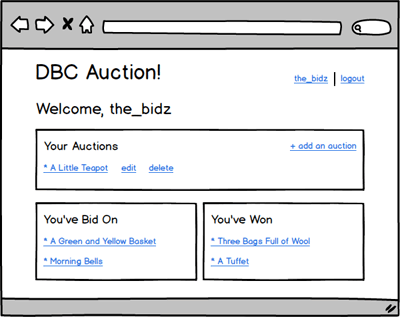 DBC Auction!
the_bidz | logout
Welcome, the_bidz
Your Auctions + add an auction
* A Little Teapot edit delete
You've Bid On
* A Green and Yellow Basket
* Morning Bells
You've Won
* Three Bags Full of Wool
* A Tuffet